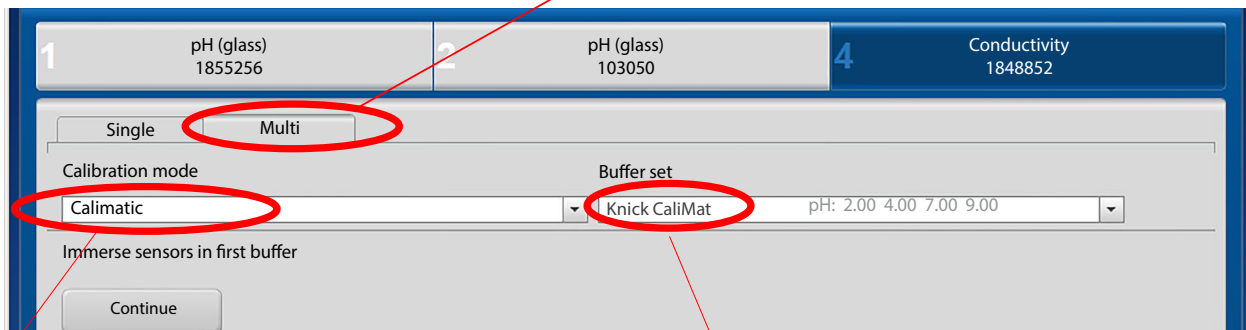 1 pH (glass) 1855256
2 pH (glass) 103050
4 Conductivity 1848852
Single Multi
Calibration mode Buffer set
Calimatic Knick CaliMat pH: 2.00 4.00 7.00 9.00
Immerse sensors in first buffer
Continue